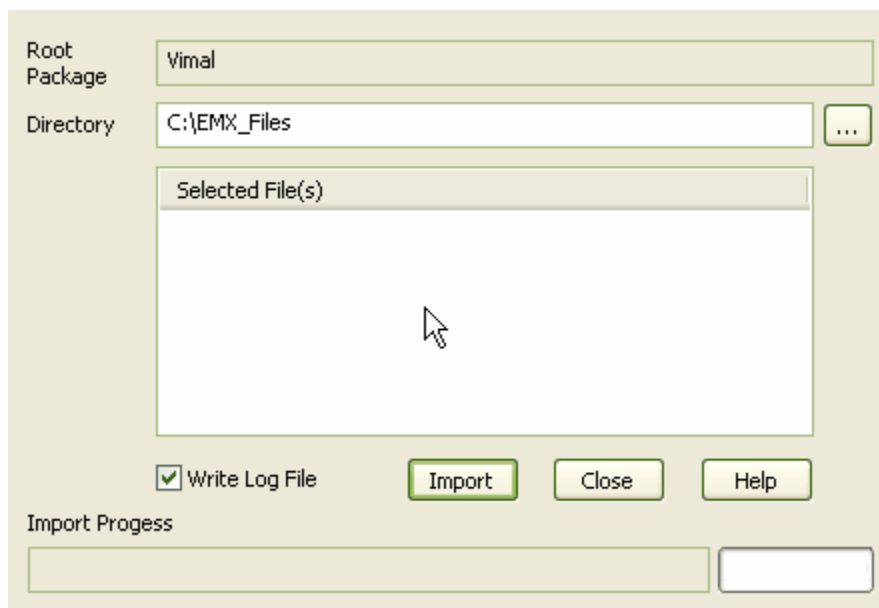 Root
Package
Vimal
Directory
C:\EMX_Files
...
Selected File(s)
Write Log File
Import
Close
Help
Import Progess